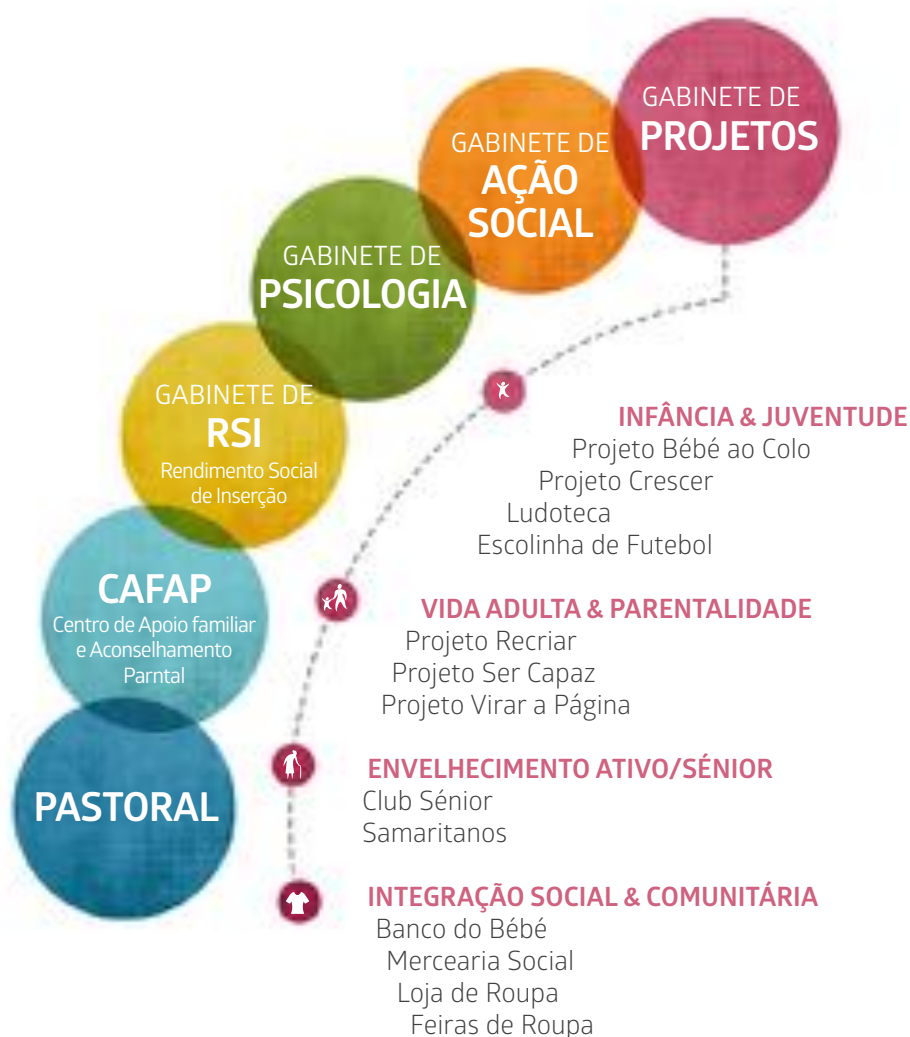 GABINETE DE
PROJETOS
GABINETE DE
AÇÃO
SOCIAL
GABINETE DE
PSICOLOGIA
GABINETE DE
RSI
Rendimento Social
de Inserção
CAFAP
Centro de Apoio familiar
e Aconselhamento
Parntal
PASTORAL
INFÂNCIA & JUVENTUDE
Projeto Bébé ao Colo
Projeto Crescer
Ludoteca
Escolinha de Futebol
VIDA ADULTA & PARENTALIDADE
Projeto Recriar
Projeto Ser Capaz
Projeto Virar a Página
ENVELHECIMENTO ATIVO/SÉNIOR
Club Sénior
Samaritanos
INTEGRAÇÃO SOCIAL & COMUNITÁRIA
Banco do Bébé
Mercearia Social
Loja de Roupa
Feiras de Roupa